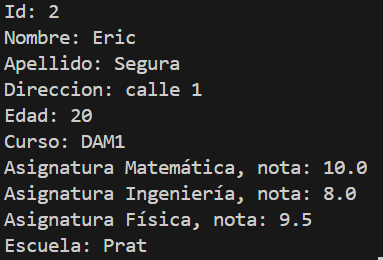 Id: 2
Nombre: Eric
Apellido: Segura
Direccion: calle 1
Edad: 20
Curso: DAM1
Asignatura Matemática, nota: 10.0
Asignatura Ingeniería, nota: 8.0
Asignatura Física, nota: 9.5
Escuela: Prat